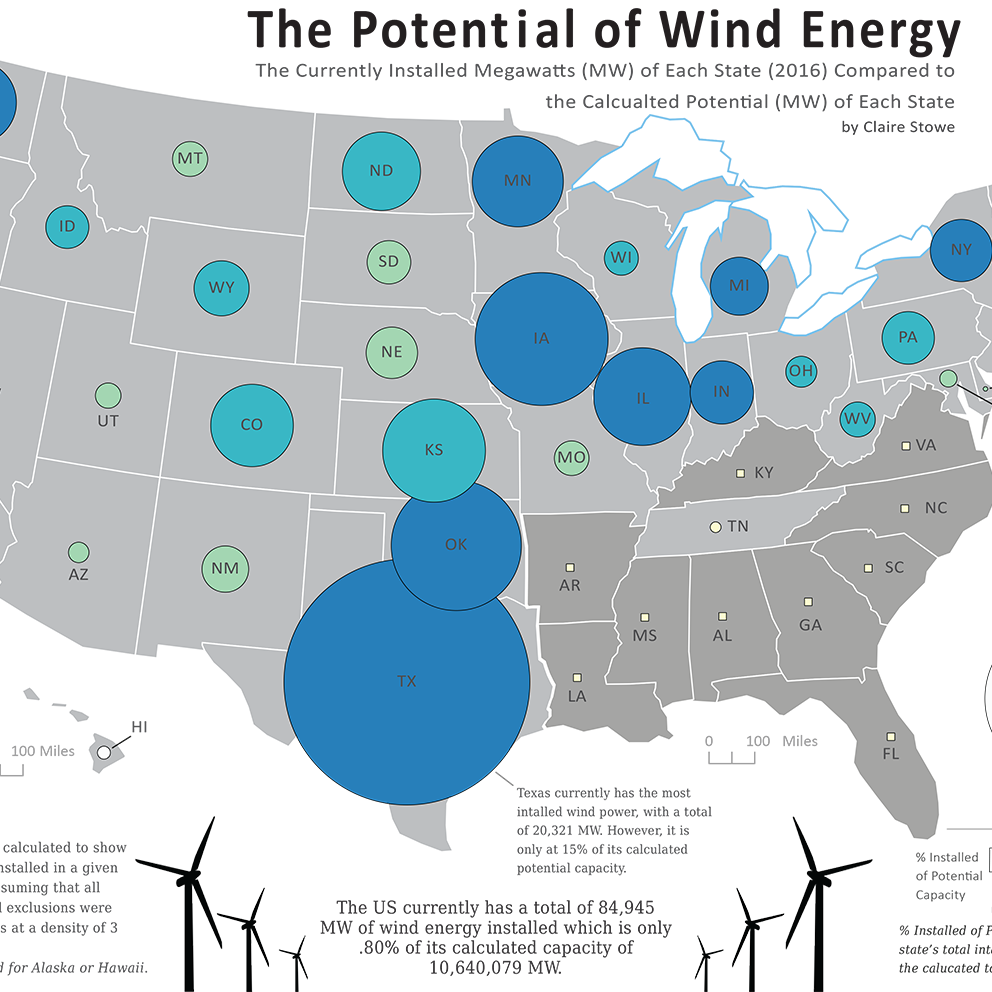 The Potential of Wind Energy
The Currently Installed Megawatts (MW) of Each State (2016) Compared to
the Calcualted Potential (MW) of Each State
by Claire Stowe
MT
ND
MN
ID
WI
NY
SD
WY
MI
IA
PA
NE
OH
IL
IN
UT
CO
WV
KS
VA
MO
KY
NC
TN
OK
AZ
NM
AR
SC
GA
MS
AL
TX
LA
HI
FL
100 Miles
0 100 Miles
Texas currently has the most
intalled wind power, with a total
of 20,321 MW. However, it is
only at 15% of its calculated
potential capacity.
calculated to show
nstalled in a given
suming that all
exclusions were
s at a density of 3
d for Alaska or Hawaii.
The US currently has a total of 84,945
MW of wind energy installed which is only
.80% of its calculated capacity of
10,640,079 MW.
% Installed
of Potential
Capacity
% Installed of P
state's total int
the calucated to